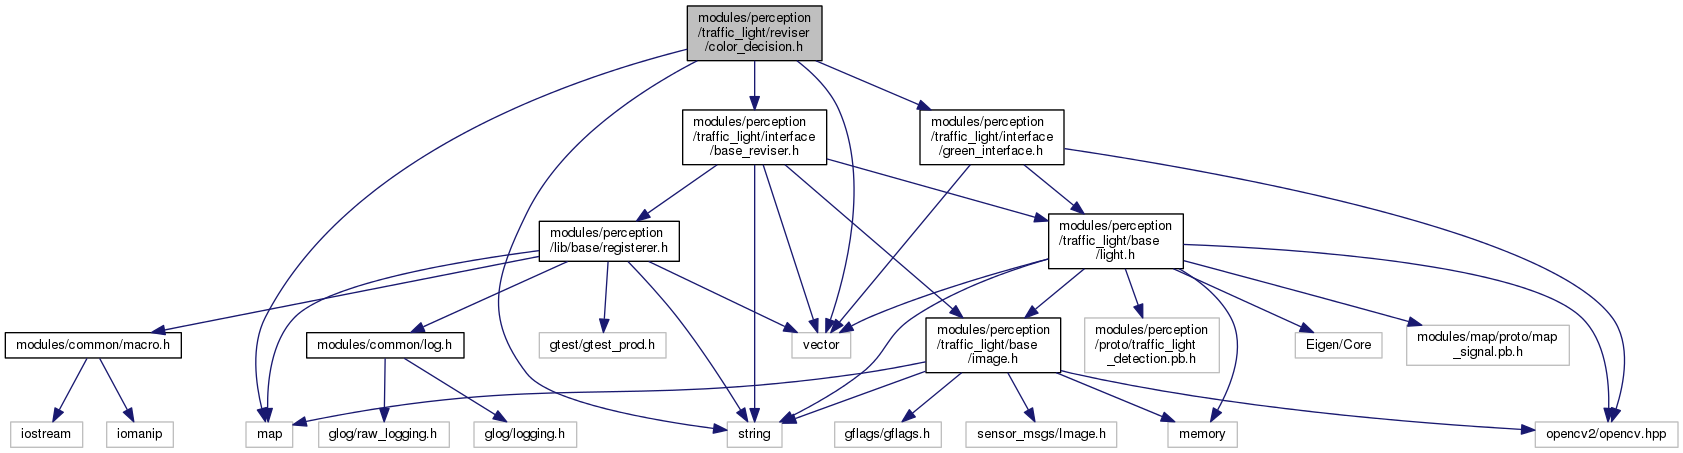 modules/perception
/traffic_light/reviser
/color_decision.h
modules/perception
/traffic_light/interface
/base_reviser.h
modules/perception
/traffic_light/interface
/green_interface.h
modules/perception
/lib/base/registerer.h
modules/perception
/traffic_light/base
/light.h
modules/common/macro.h
modules/common/log.h
gtest/gtest_prod.h
vector
modules/perception
/traffic_light/base
/image.h
modules/perception
/proto/traffic_light
_detection.pb.h
Eigen/Core
modules/map/proto/map
_signal.pb.h
iostream
iomanip
map
glog/raw_logging.h
glog/logging.h
string
gflags/gflags.h
sensor_msgs/Image.h
memory
opencv2/opencv.hpp